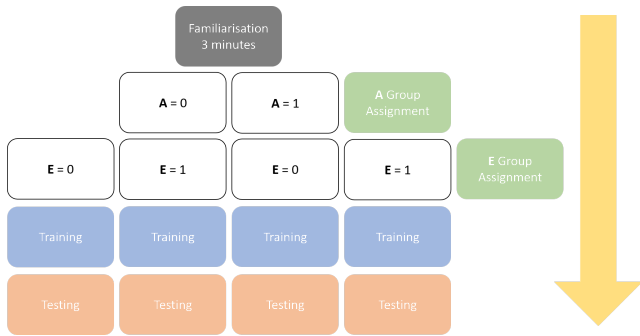 Familiarisation
3 minutes
A = 0
A = 1
A Group
Assignment
E = 0
E = 1
E = 0
E = 1
E Group
Assignment
Training
Training
Training
Training
Testing
Testing
Testing
Testing